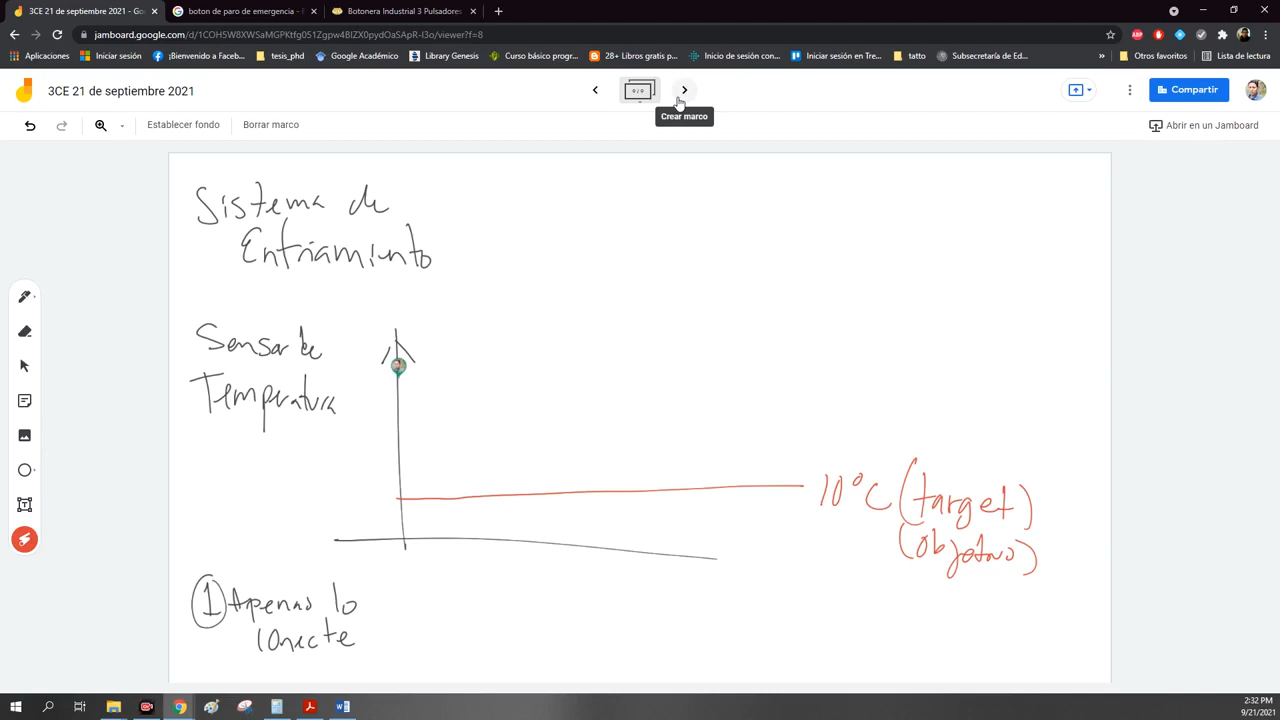 3CE 21 de septiembre 2021 - Go
boton de paro de emergencia - F
Botonera Industrial 3 Pulsadores
jamboard.google.com/d/1COH5W8XWSaMGPKtfg051Zgpw4BIZX0pydOaSApR-I3o/viewer?f=8
Aplicaciones
Iniciar sesión
¡Bienvenido a Faceb...
tesis_phd
Google Académico
Library Genesis
Curso básico progr...
28+ Libros gratis p...
Inicio de sesión con...
Iniciar sesión en Tre...
tatto
Subsecretaría de Ed...
»
Otros favoritos
Lista de lectura
3CE 21 de septiembre 2021
Compartir
Crear marco
Establecer fondo
Borrar marco
Abrir en un Jamboard
Sistema de
Enfriamiento
Sensor de
Temperatura
10°C (target)
(objetivo)
1 Apenas lo
conecte
2:32 PM
9/21/2021